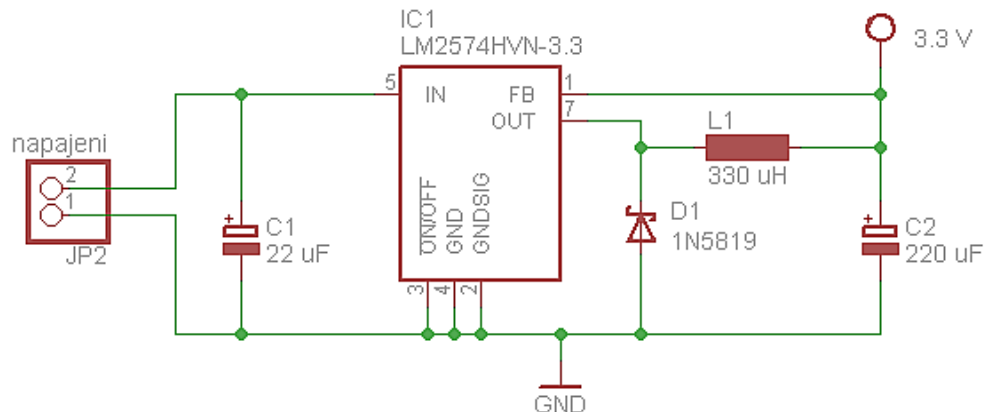 IC1
LM2574HVN-3.3
3.3 V
5
IN
FB
1
OUT
7
L1
330 uH
napajeni
2
1
JP2
C1
22 uF
ON/OFF
GND
GNDSIG
3
4
2
D1
1N5819
C2
220 uF
GND
+
+